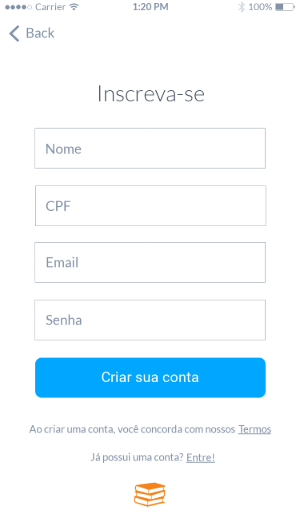 Carrier 1:20 PM 100%
Back
Inscreva-se
Nome
CPF
Email
Senha
Criar sua conta
Ao criar uma conta, você concorda com nossos Termos
Já possui uma conta? Entre!